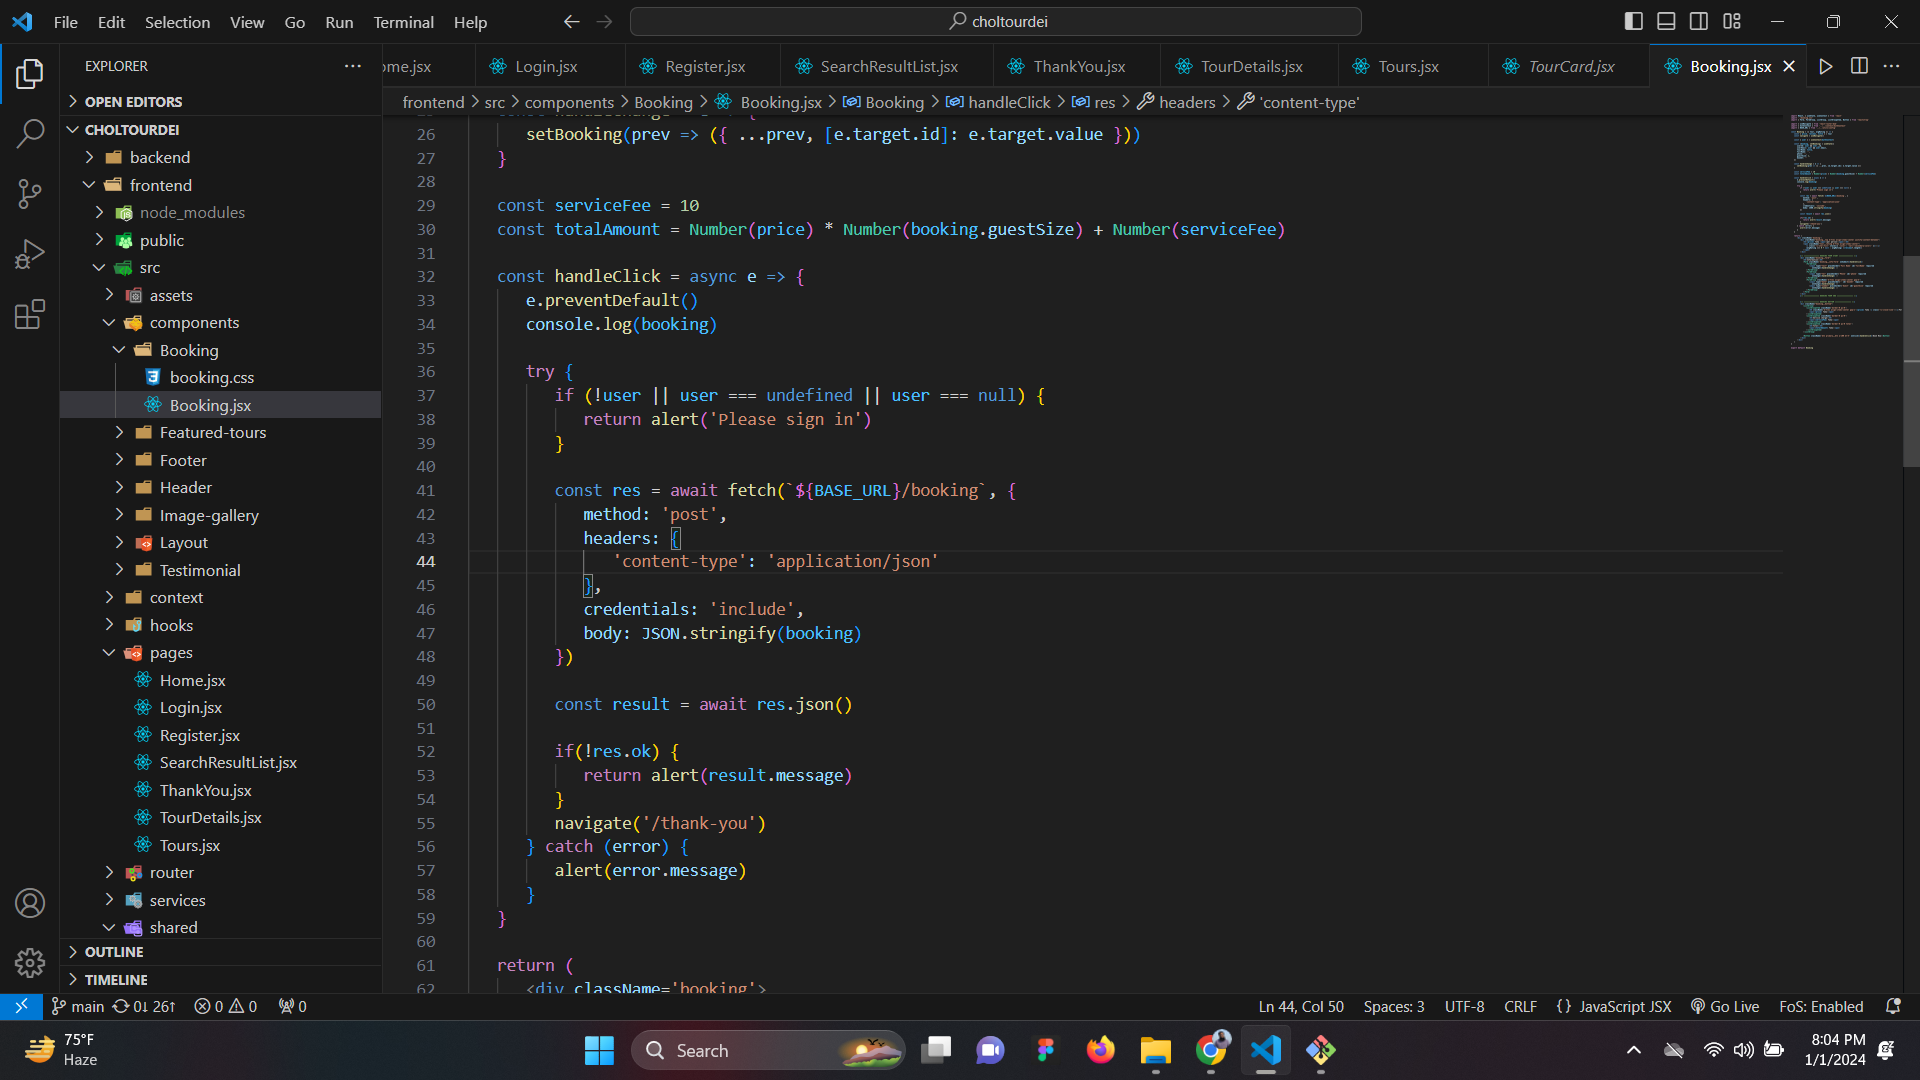 File Edit Selection View Go Run Terminal Help
choltourdei
EXPLORER
OPEN EDITORS
CHOLTOURDEI
backend
frontend
node_modules
public
src
assets
components
Booking
booking.css
Booking.jsx
Featured-tours
Footer
Header
Image-gallery
Layout
Testimonial
context
hooks
pages
Home.jsx
Login.jsx
Register.jsx
SearchResultList.jsx
ThankYou.jsx
TourDetails.jsx
Tours.jsx
router
services
shared
OUTLINE
TIMELINE
ome.jsx Login.jsx Register.jsx SearchResultList.jsx ThankYou.jsx TourDetails.jsx Tours.jsx TourCard.jsx Booking.jsx
frontend > src > components > Booking > Booking.jsx > Booking > handleClick > res > headers > 'content-type'
26 setBooking(prev => ({ ...prev, [e.target.id]: e.target.value }))
27 }
28
29 const serviceFee = 10
30 const totalAmount = Number(price) * Number(booking.guestSize) + Number(serviceFee)
31
32 const handleClick = async e => {
33 e.preventDefault()
34 console.log(booking)
35
36 try {
37 if (!user || user === undefined || user === null) {
38 return alert('Please sign in')
39 }
40
41 const res = await fetch(`${BASE_URL}/booking`, {
42 method: 'post',
43 headers: {
44 'content-type': 'application/json'
45 },
46 credentials: 'include',
47 body: JSON.stringify(booking)
48 })
49
50 const result = await res.json()
51
52 if(!res.ok) {
53 return alert(result.message)
54 }
55 navigate('/thank-you')
56 } catch (error) {
57 alert(error.message)
58 }
59 }
60
61 return (
62 <div className='booking'>
main 0↓ 26↑ 0 0 0
Ln 44, Col 50 Spaces: 3 UTF-8 CRLF {} JavaScript JSX Go Live FoS: Enabled
75°F
Haze
Search
8:04 PM
1/1/2024